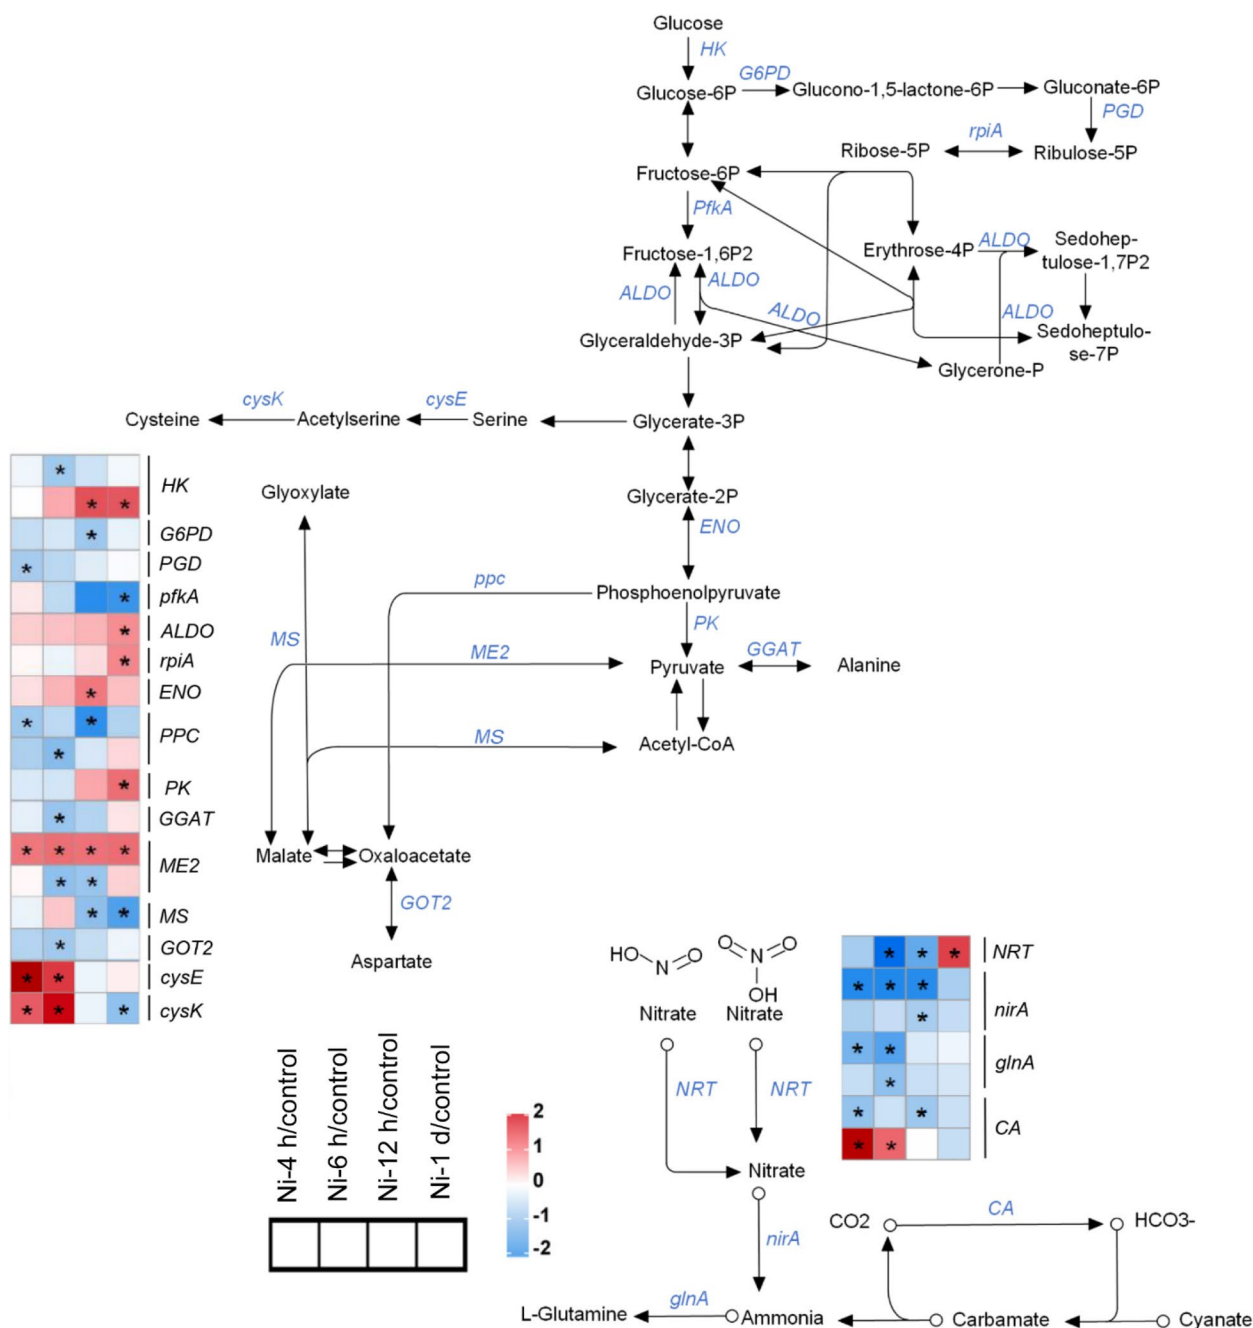 Glucose
HK
G6PD
Glucose-6P
Glucono-1,5-lactone-6P
Gluconate-6P
PGD
rpiA
Ribose-5P
Ribulose-5P
Fructose-6P
PfkA
Fructose-1,6P2
Erythrose-4P
ALDO
Sedohep-
tulose-1,7P2
ALDO
ALDO
ALDO
ALDO
Glyceraldehyde-3P
Sedoheptulo-
se-7P
Glycerone-P
cysK
cysE
Cysteine
Acetylserine
Serine
Glycerate-3P
Glyoxylate
Glycerate-2P
ENO
ppc
Phosphoenolpyruvate
PK
MS
ME2
GGAT
Pyruvate
Alanine
MS
Acetyl-CoA
Malate
Oxaloacetate
GOT2
Aspartate
*
HK
* *
* G6PD
* PGD
* pfkA
* ALDO
* rpiA
* ENO
* *
PPC
*
* PK
* GGAT
* * * *
ME2
* *
* * MS
* GOT2
* * cysE
* * * cysK
HO
N
O
O
N
O
OH
Nitrate
Nitrate
NRT
NRT
Nitrate
nirA
* * * NRT
* * *
nirA
*
* *
glnA
*
* *
CA
* *
Ni-4 h/control
Ni-6 h/control
Ni-12 h/control
Ni-1 d/control
2
1
0
-1
-2
CO2
CA
HCO3-
L-Glutamine
glnA
Ammonia
Carbamate
Cyanate